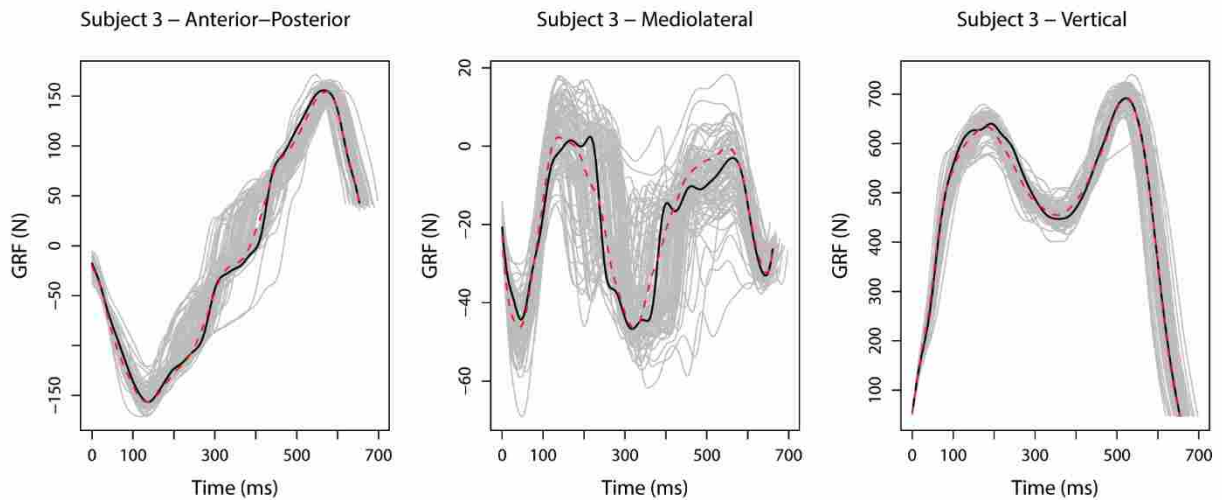 Subject 3 – Anterior–Posterior
GRF (N)
150
100
50
0
−50
−150
0 100 300 500 700
Time (ms)
Subject 3 – Mediolateral
GRF (N)
20
0
−20
−40
−60
0 100 300 500 700
Time (ms)
Subject 3 – Vertical
GRF (N)
700
600
500
400
300
200
100
0 100 300 500 700
Time (ms)